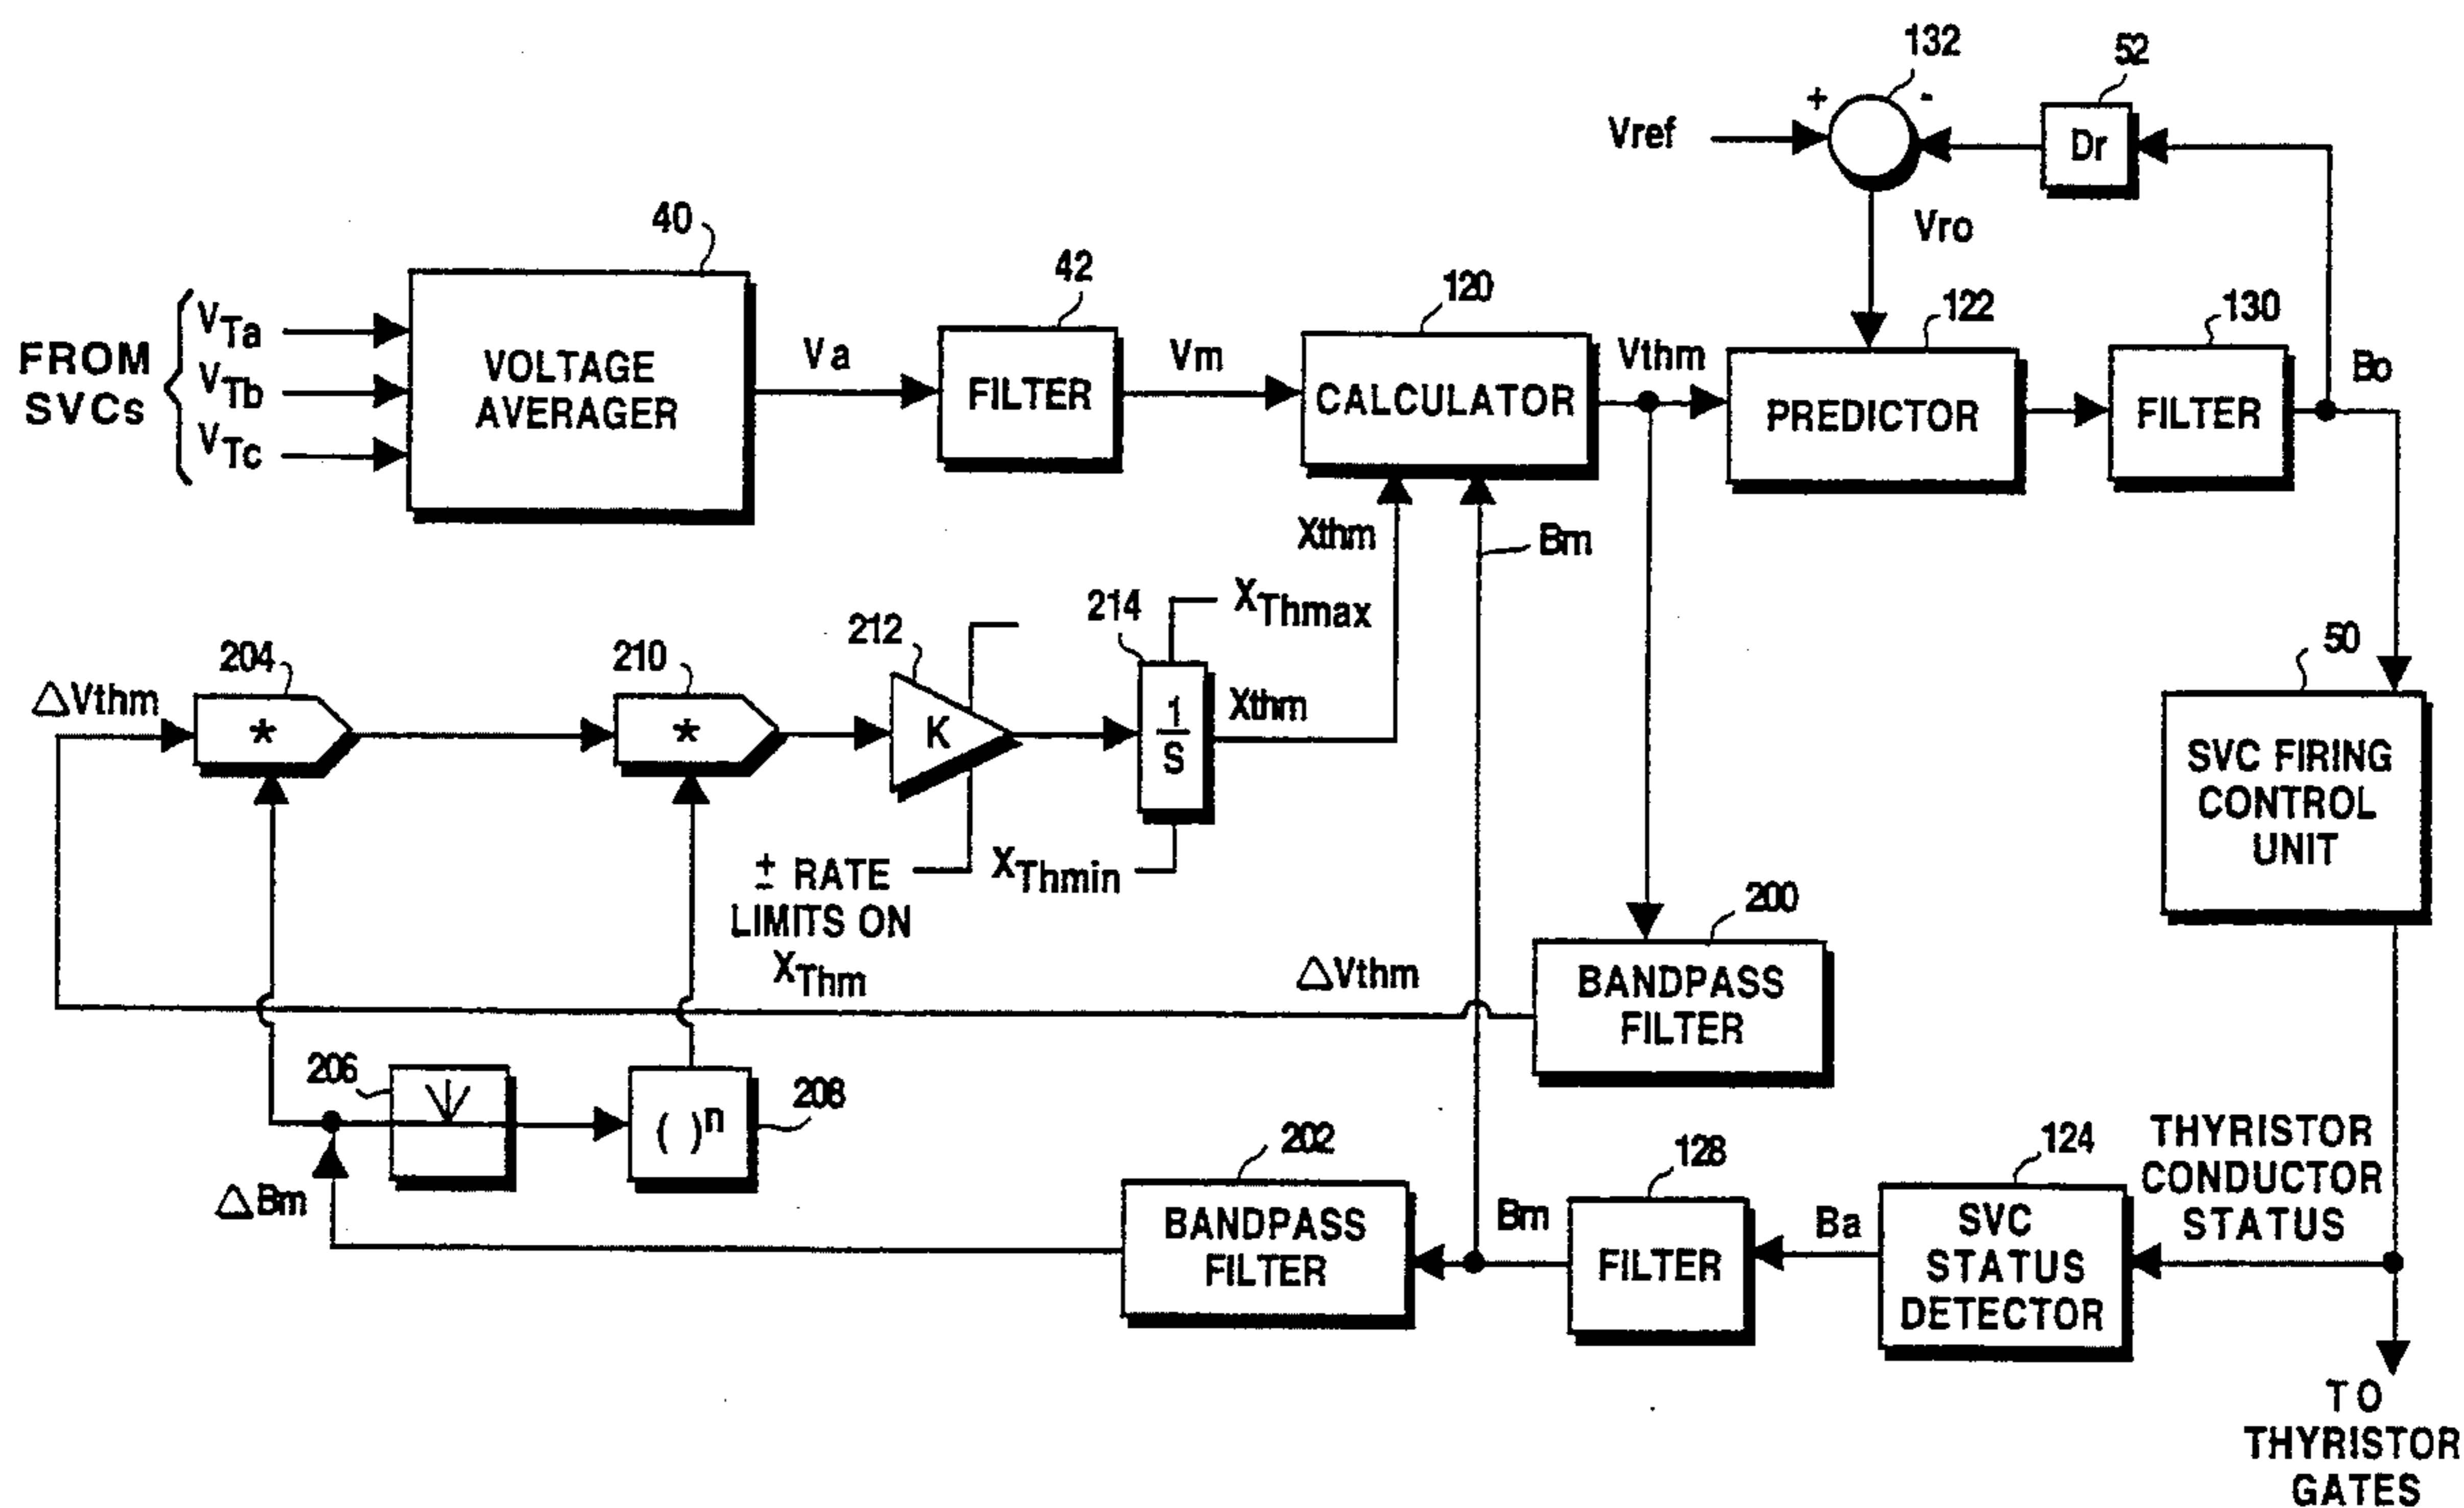 132
52
+
-
Vref
Dr
Vro
40
42
120
122
130
FROM
SVCs
VTa
VTb
VTc
VOLTAGE
AVERAGER
Va
FILTER
Vm
CALCULATOR
Vthm
PREDICTOR
FILTER
Bo
Xthm
Bm
204
210
212
214
XThmax
50
△Vthm
*
*
K
1
S
Xthm
SVC FIRING
CONTROL
UNIT
± RATE
LIMITS ON
XThm
XThmin
200
△Vthm
BANDPASS
FILTER
206
( )n
208
202
128
124
THYRISTOR
CONDUCTOR
STATUS
△Bm
BANDPASS
FILTER
Bm
FILTER
Ba
SVC
STATUS
DETECTOR
TO
THYRISTOR
GATES